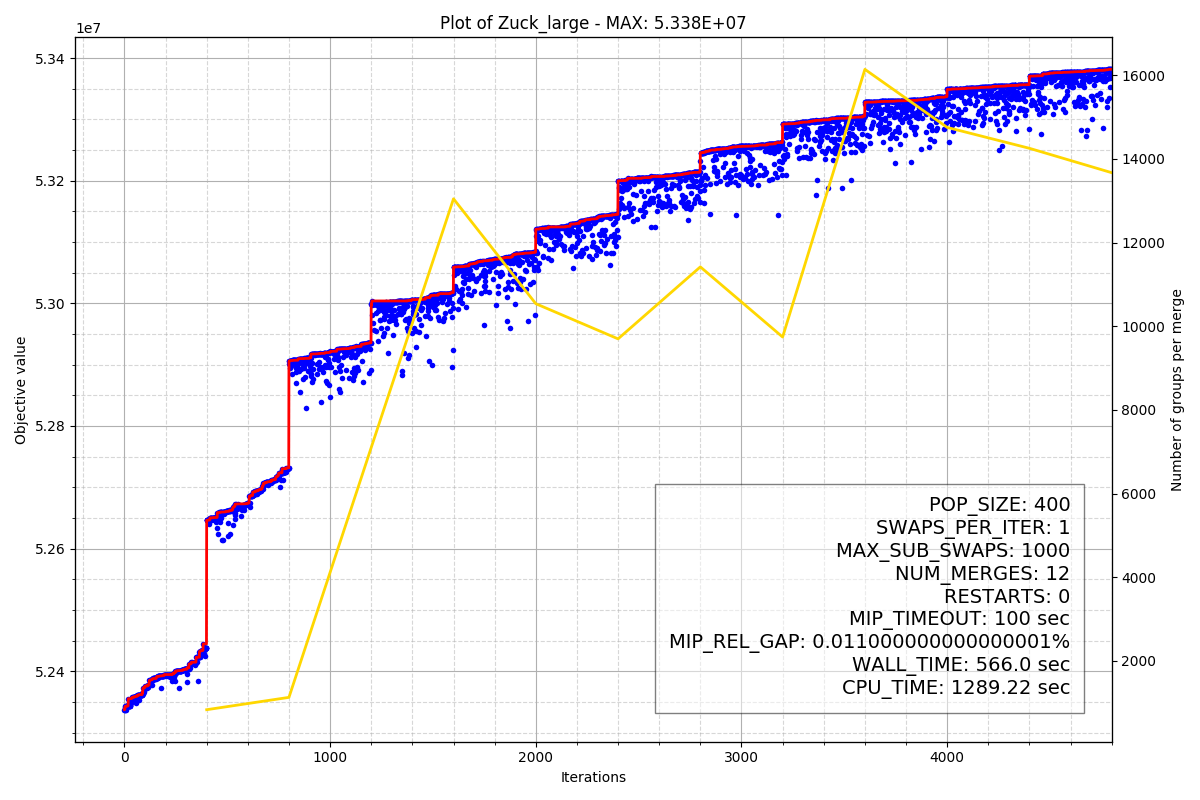 Plot of Zuck_large - MAX: 5.338E+07
1e7
5.34
5.32
5.30
5.28
5.26
5.24
Objective value
16000
14000
12000
10000
8000
6000
4000
2000
Number of groups per merge
POP_SIZE: 400
SWAPS_PER_ITER: 1
MAX_SUB_SWAPS: 1000
NUM_MERGES: 12
RESTARTS: 0
MIP_TIMEOUT: 100 sec
MIP_REL_GAP: 0.011000000000000001%
WALL_TIME: 566.0 sec
CPU_TIME: 1289.22 sec
0 1000 2000 3000 4000
Iterations